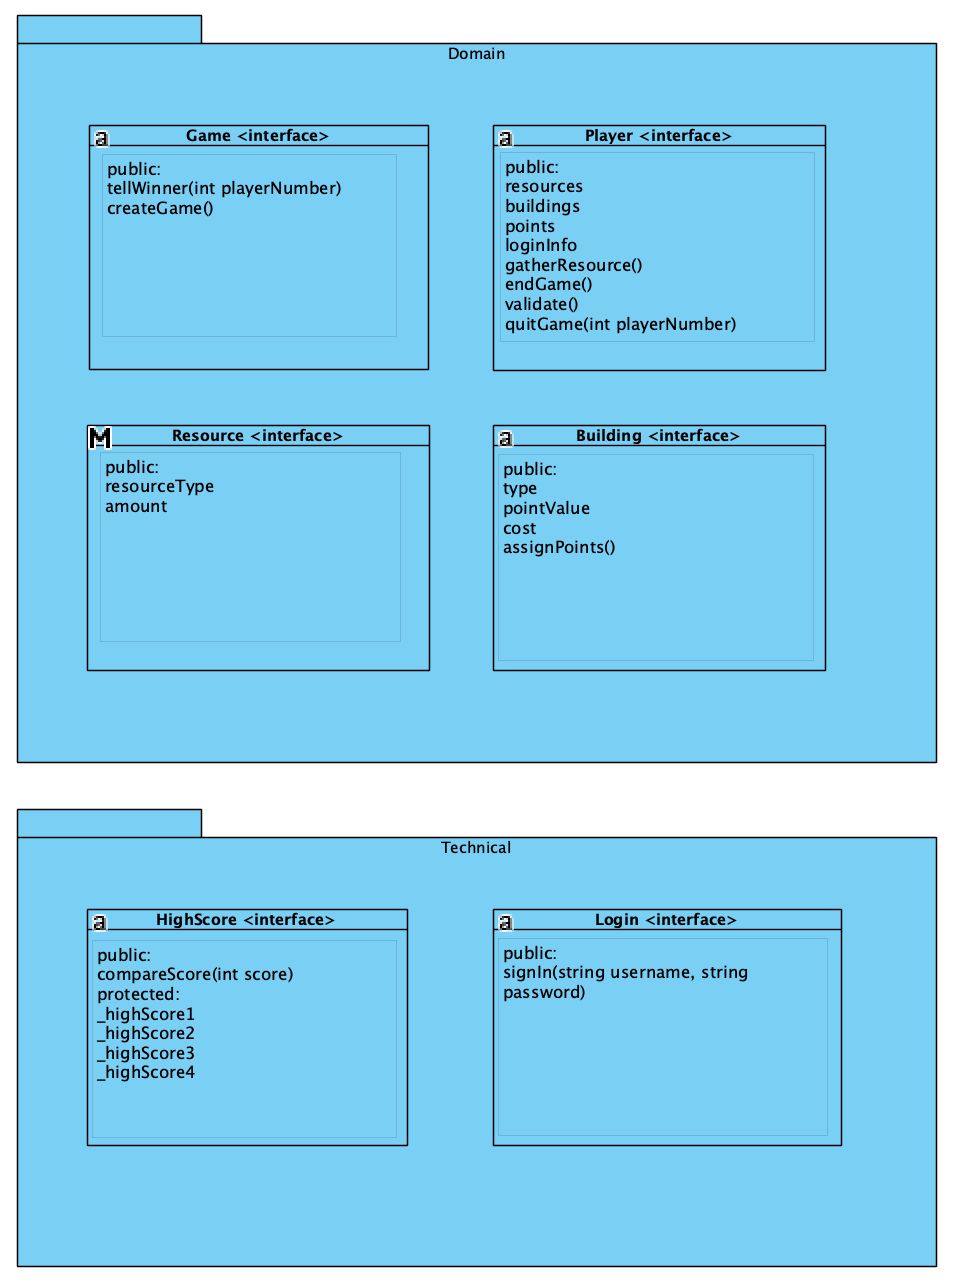 Domain
a
Game <interface>
public:
tellWinner(int playerNumber)
createGame()
a
Player <interface>
public:
resources
buildings
points
loginInfo
gatherResource()
endGame()
validate()
quitGame(int playerNumber)
M
Resource <interface>
public:
resourceType
amount
a
Building <interface>
public:
type
pointValue
cost
assignPoints()
Technical
a
HighScore <interface>
public:
compareScore(int score)
protected:
_highScore1
_highScore2
_highScore3
_highScore4
a
Login <interface>
public:
signIn(string username, string
password)